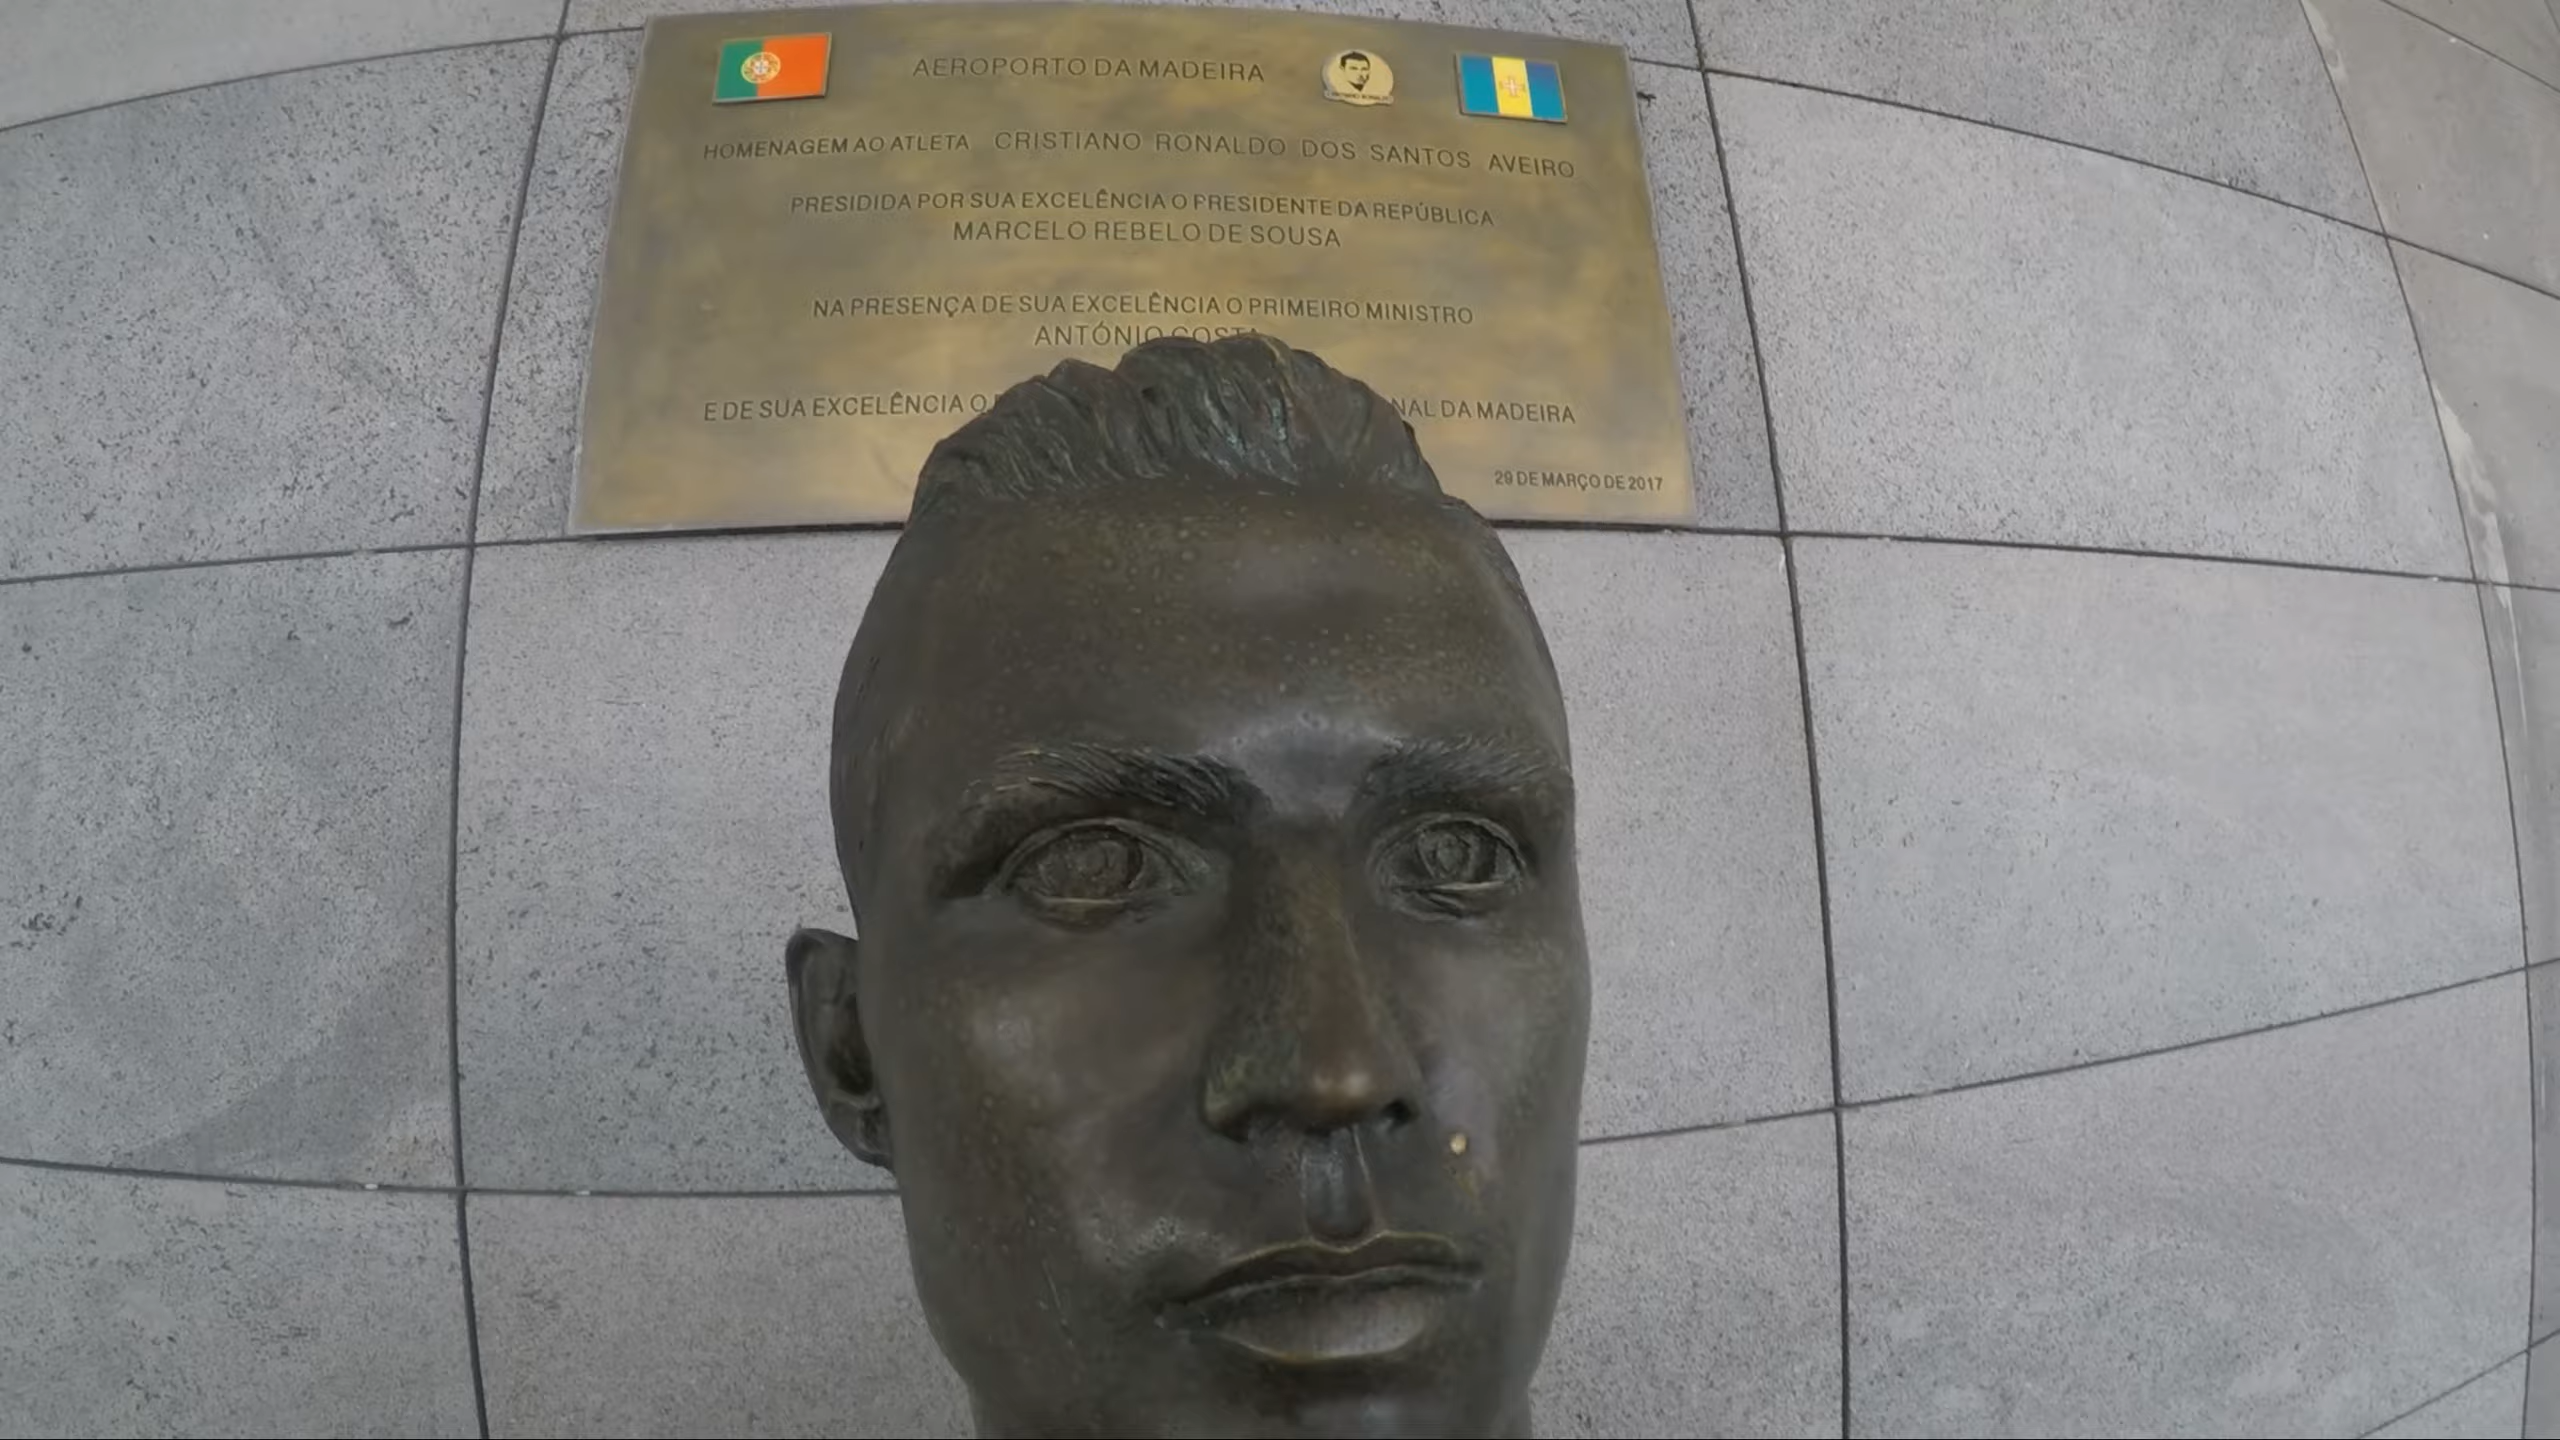 AEROPORTO DA MADEIRA
HOMENAGEM AO ATLETA CRISTIANO RONALDO DOS SANTOS AVEIRO
PRESIDIDA POR SUA EXCELÊNCIA O PRESIDENTE DA REPÚBLICA
MARCELO REBELO DE SOUSA
NA PRESENÇA DE SUA EXCELÊNCIA O PRIMEIRO MINISTRO
ANTÓNIO COSTA
E DE SUA EXCELÊNCIA O DA MADEIRA
29 DE MARÇO DE 2017